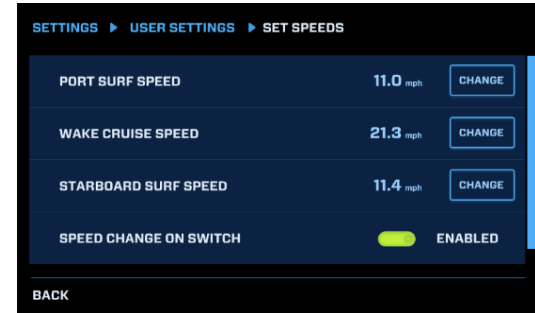 SETTINGS ▶ USER SETTINGS ▶ SET SPEEDS
PORT SURF SPEED 11.0 mph CHANGE
WAKE CRUISE SPEED 21.3 mph CHANGE
STARBOARD SURF SPEED 11.4 mph CHANGE
SPEED CHANGE ON SWITCH ENABLED
BACK